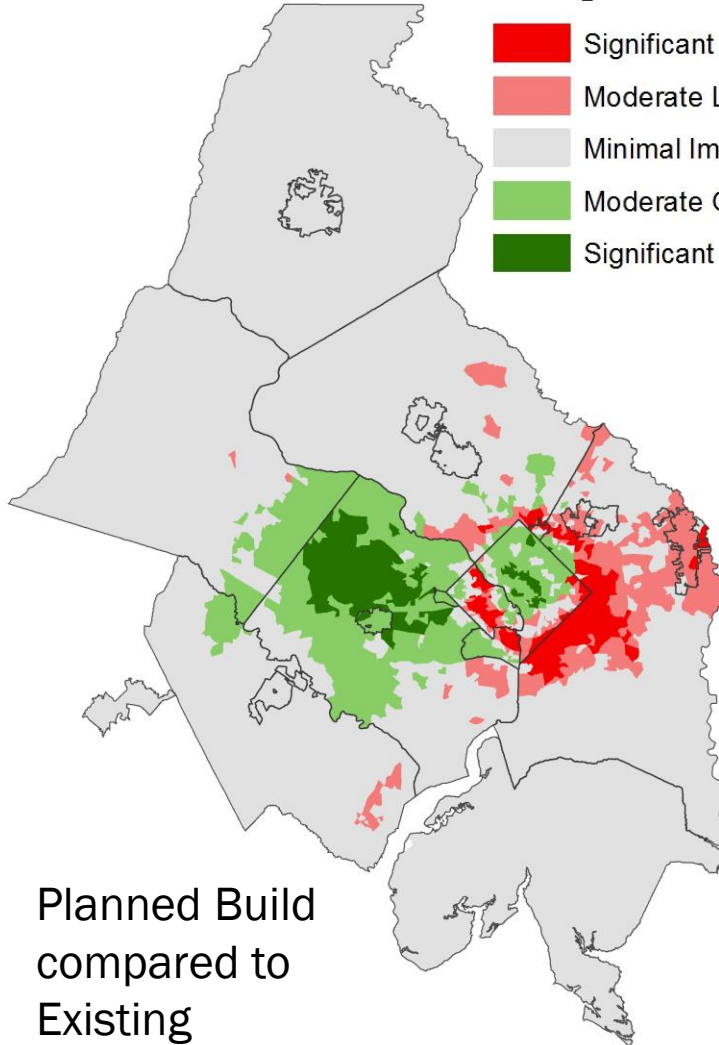 Significant
Moderate L
Minimal Im
Moderate G
Significant
Planned Build
compared to
Existing